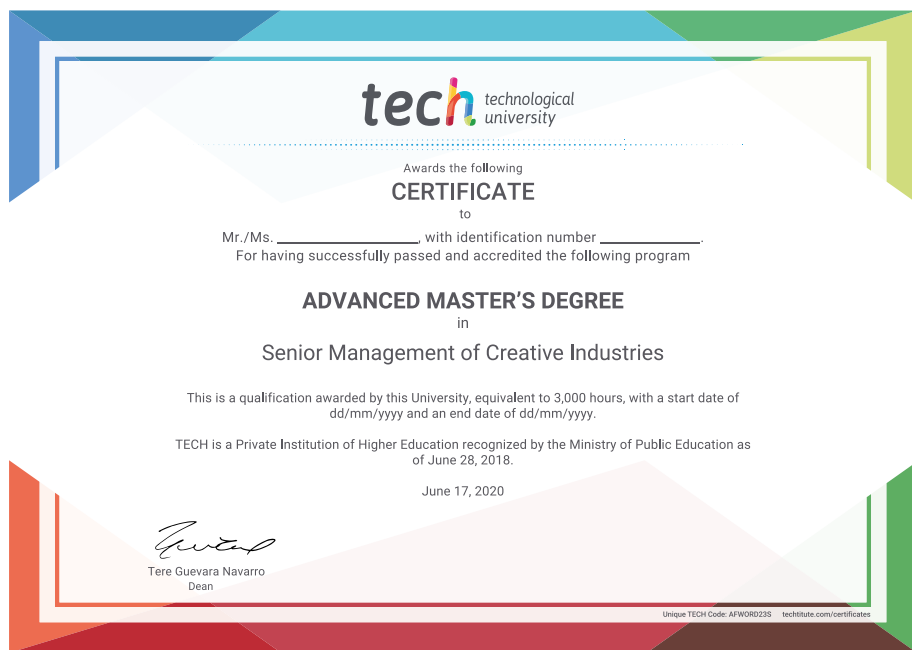 tech technological
university
Awards the following
CERTIFICATE
to
Mr./Ms. ____________________, with identification number ______________.
For having successfully passed and accredited the following program
ADVANCED MASTER’S DEGREE
in
Senior Management of Creative Industries
This is a qualification awarded by this University, equivalent to 3,000 hours, with a start date of
dd/mm/yyyy and an end date of dd/mm/yyyy.
TECH is a Private Institution of Higher Education recognized by the Ministry of Public Education as
of June 28, 2018.
June 17, 2020
Tere Guevara Navarro
Dean
Unique TECH Code: AFWORD23S techtitute.com/certificates